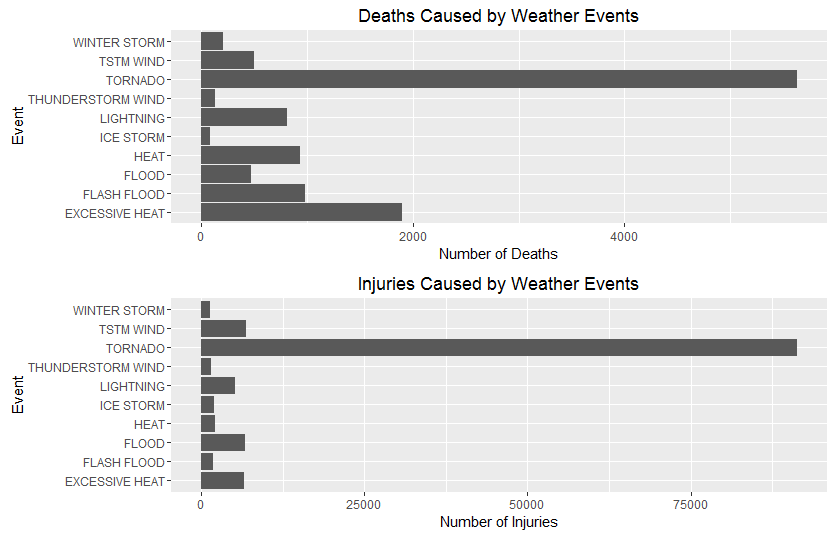 Deaths Caused by Weather Events
WINTER STORM
TSTM WIND
TORNADO
THUNDERSTORM WIND
LIGHTNING
ICE STORM
HEAT
FLOOD
FLASH FLOOD
EXCESSIVE HEAT
Event
0 2000 4000
Number of Deaths
Injuries Caused by Weather Events
WINTER STORM
TSTM WIND
TORNADO
THUNDERSTORM WIND
LIGHTNING
ICE STORM
HEAT
FLOOD
FLASH FLOOD
EXCESSIVE HEAT
Event
0 25000 50000 75000
Number of Injuries